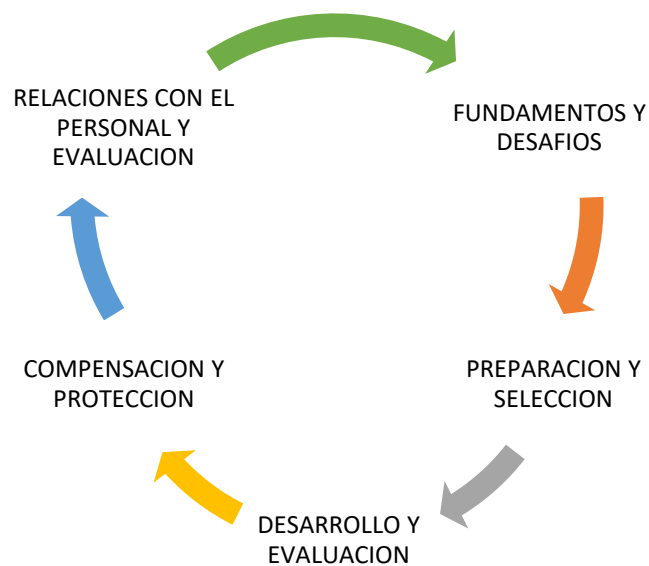 RELACIONES CON EL
PERSONAL Y
EVALUACION
FUNDAMENTOS Y
DESAFIOS
PREPARACION Y
SELECCION
DESARROLLO Y
EVALUACION
COMPENSACION Y
PROTECCION